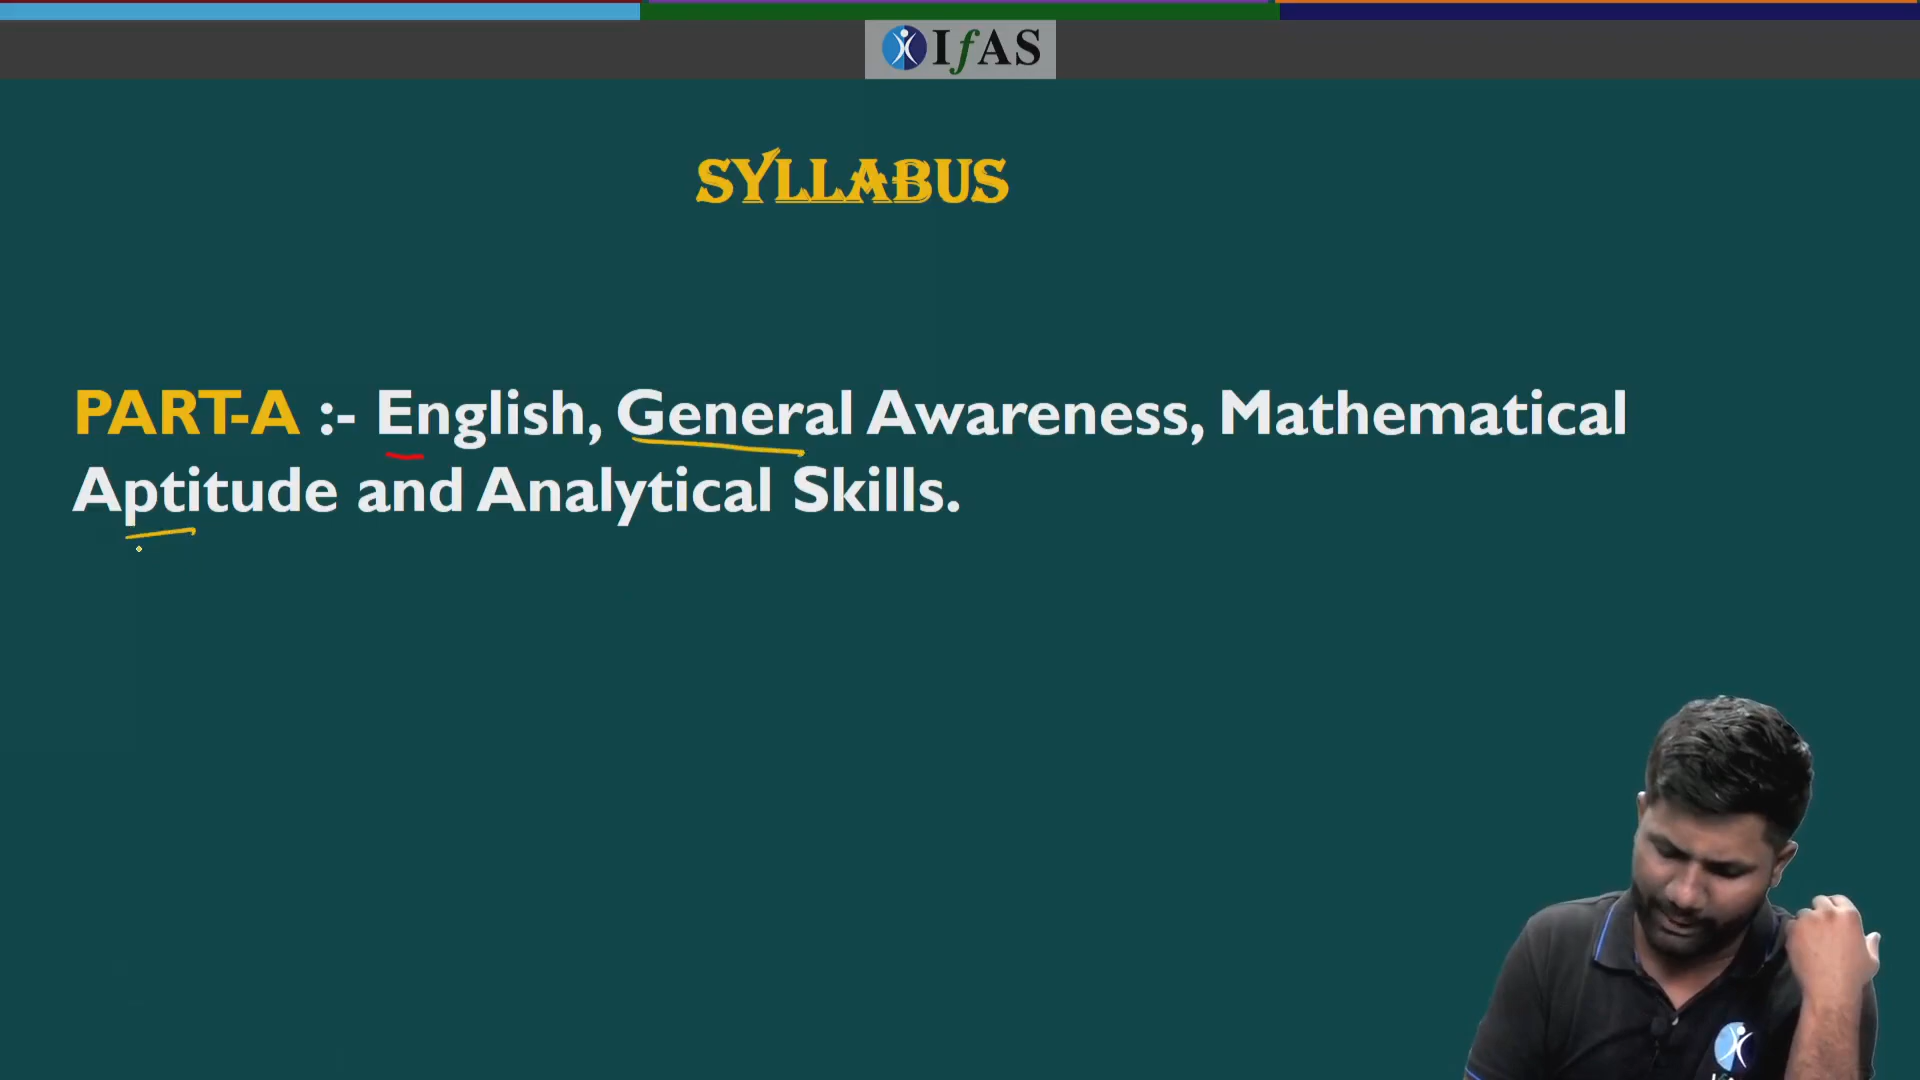 IfAS
SYLLABUS
PART-A :- English, General Awareness, Mathematical
Aptitude and Analytical Skills.